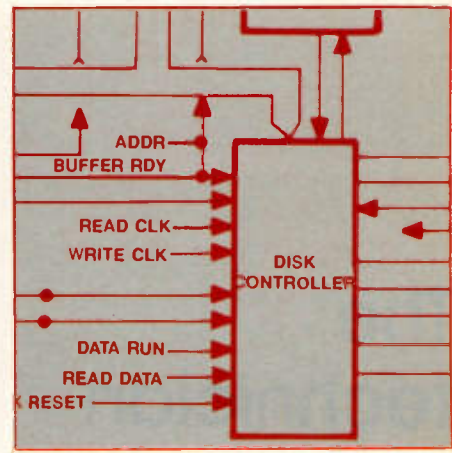 ADDR
BUFFER RDY
READ CLK
WRITE CLK
DISK
CONTROLLER
DATA RUN
READ DATA
RESET